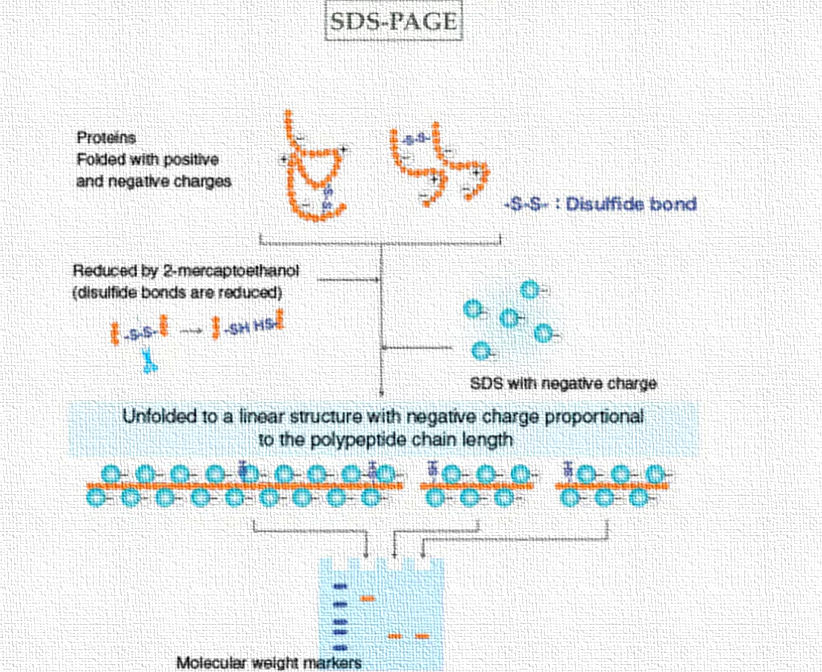 SDS-PAGE
Proteins
Folded with positive
and negative charges
-S-S-
S-S
-S-S- : Disulfide bond
Reduced by 2-mercaptoethanol
(disulfide bonds are reduced)
-S-S- → -SH HS-
SDS with negative charge
Unfolded to a linear structure with negative charge proportional
to the polypeptide chain length
Molecular weight markers